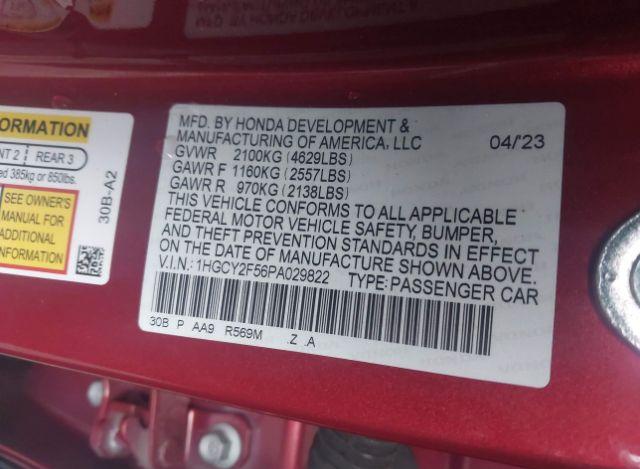 ORMATION
NT 2 REAR 3
ed 385kg or 850lbs.
SEE OWNER'S
MANUAL FOR
ADDITIONAL
INFORMATION
30B-A2
MFD. BY HONDA DEVELOPMENT &
MANUFACTURING OF AMERICA, LLC 04/23
GVWR 2100KG (4629LBS)
GAWR F 1160KG (2557LBS)
GAWR R 970KG (2138LBS)
THIS VEHICLE CONFORMS TO ALL APPLICABLE
FEDERAL MOTOR VEHICLE SAFETY, BUMPER,
AND THEFT PREVENTION STANDARDS IN EFFECT
ON THE DATE OF MANUFACTURE SHOWN ABOVE.
V.I.N.: 1HGCY2F56PA029822 TYPE: PASSENGER CAR
30B P AA9 R569M .Z .A